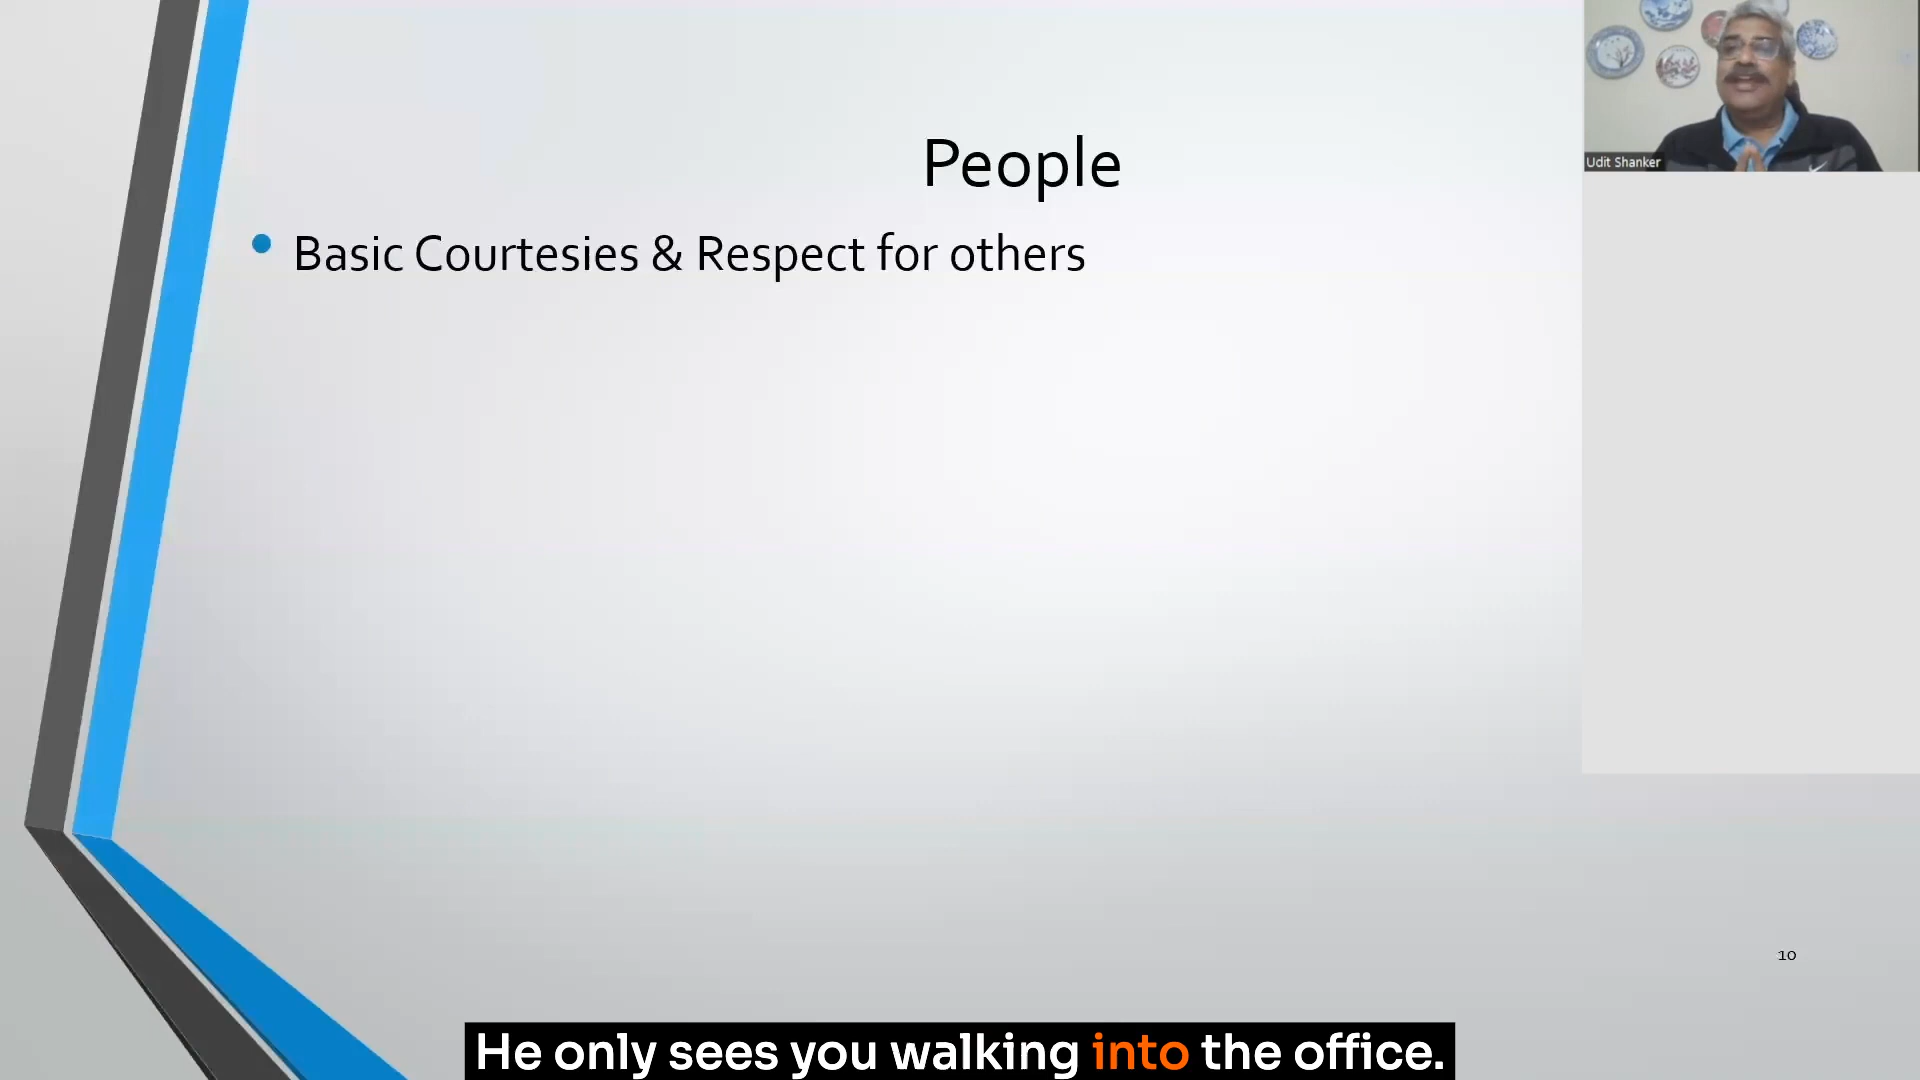 People
Basic Courtesies & Respect for others
Udit Shanker
10
He only sees you walking into the office.